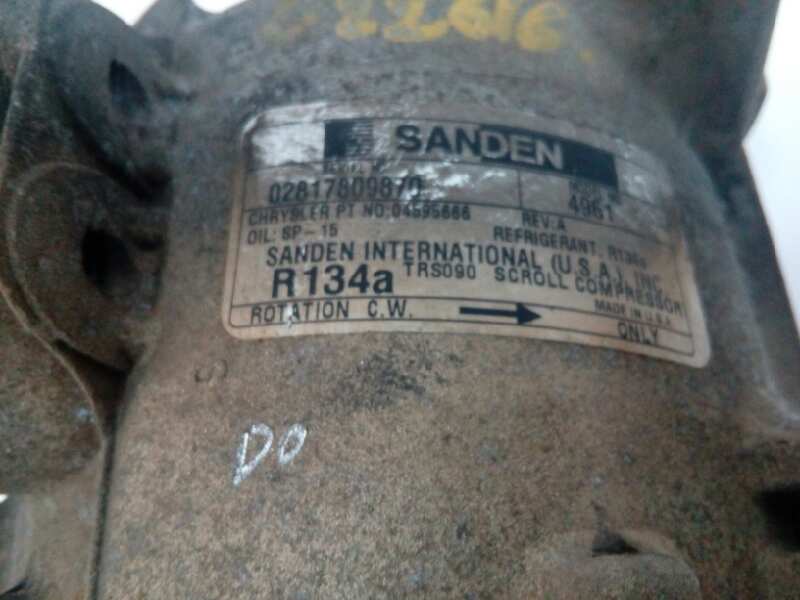 SANDEN
02817809870 4961
CHRYSLER PT NO: 04595666 REV: A
OIL: SP-15 REFRIGERANT, R134a
SANDEN INTERNATIONAL (U.S.A.), INC
R134a TRS090 SCROLL COMPRESSOR
MADE IN U.S.A.
ROTATION C.W. ONLY
DO